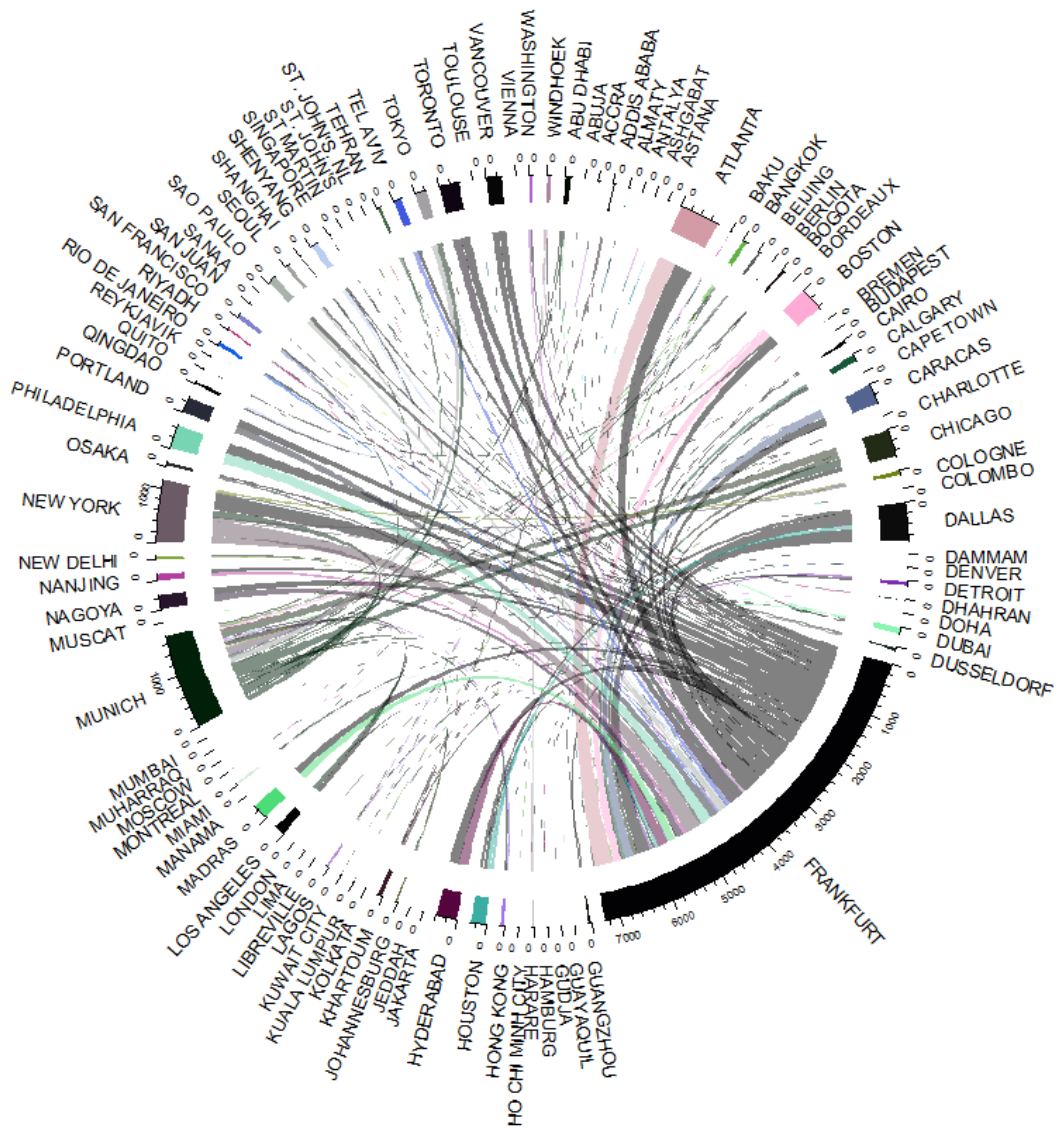 WASHINGTON
WINDHOEK
ABU DHABI
ABUJA
ACCRA
ADDIS ABABA
ALMATY
ANTALYA
ASHGABAT
ASTANA
ATLANTA
BAKU
BANGKOK
BEIJING
BERLIN
BOGOTA
BORDEAUX
BOSTON
BREMEN
BUDAPEST
CAIRO
CALGARY
CAPETOWN
CARACAS
CHARLOTTE
CHICAGO
COLOGNE
COLOMBO
DALLAS
DAMMAM
DENVER
DETROIT
DHAHRAN
DOHA
DUBAI
DUSSELDORF
FRANKFURT
0
1000
2000
3000
4000
5000
6000
7000
GUANGZHOU
GUAYAQUIL
GUDJA
HAMBURG
HARARE
HO CHI MINH CITY
HONG KONG
HOUSTON
HYDERABAD
JAKARTA
JEDDAH
JOHANNESBURG
KHARTOUM
KOLKATA
KUALA LUMPUR
KUWAIT CITY
LAGOS
LIBREVILLE
LIMA
LONDON
LOS ANGELES
MADRAS
MANAMA
MIAMI
MONTREAL
MOSCOW
MUHARRAQ
MUMBAI
MUNICH
0
1000
MUSCAT
NAGOYA
NANJING
NEW DELHI
NEW YORK
0
1000
OSAKA
PHILADELPHIA
PORTLAND
QINGDAO
QUITO
REYKJAVIK
RIO DE JANEIRO
RIYADH
SAN FRANCISCO
SAN JUAN
SANAA
SAO PAULO
SEOUL
SHANGHAI
SHENYANG
SINGAPORE
ST MARTIN
ST. JOHN'S
ST. JOHN'S, NL
TEHRAN
TEL AVIV
TOKYO
TORONTO
TOULOUSE
VANCOUVER
VIENNA